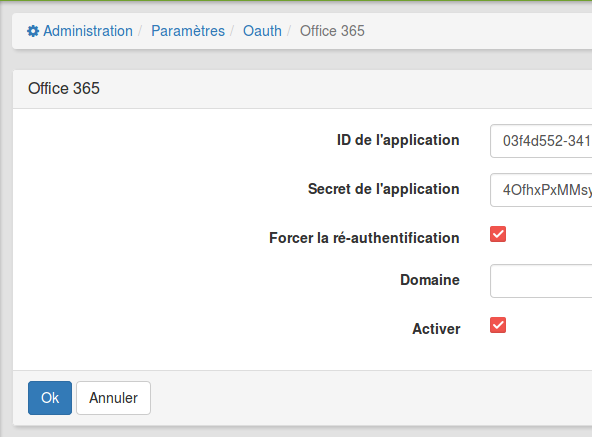 Administration / Paramètres / Oauth / Office 365
Office 365
ID de l'application 03f4d552-341
Secret de l'application 4OfhxPxMMsy
Forcer la ré-authentification
Domaine
Activer
Ok Annuler